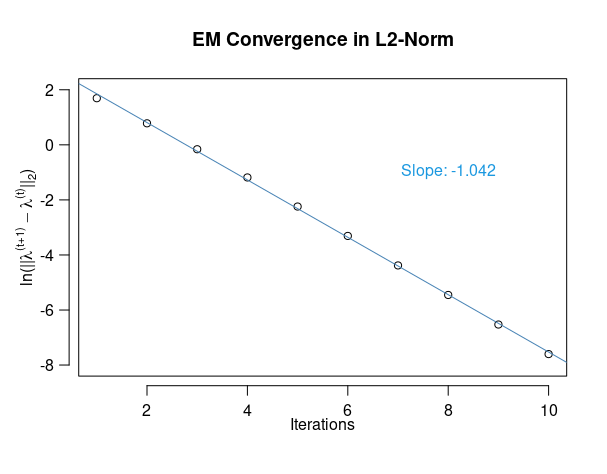 EM Convergence in L2-Norm
ln(||λ^(t+1) − λ^(t)||₂)
2
0
-2
-4
-6
-8
Slope: -1.042
2 4 6 8 10
Iterations